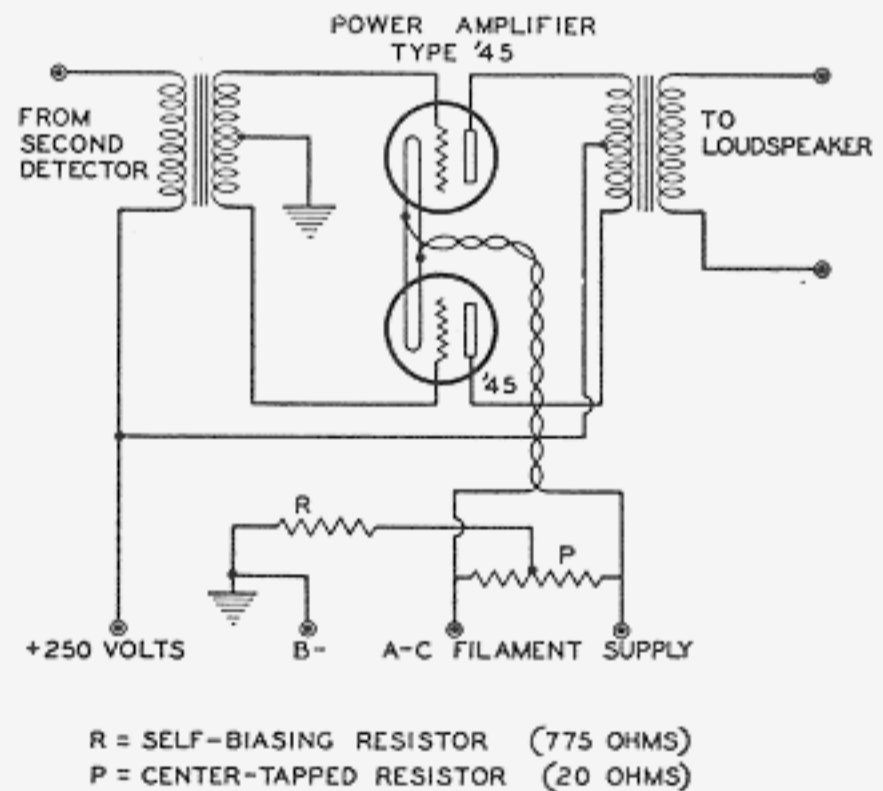 POWER AMPLIFIER
TYPE '45
FROM
SECOND
DETECTOR
TO
LOUDSPEAKER
'45
R
P
+250 VOLTS
B-
A-C FILAMENT SUPPLY
R = SELF-BIASING RESISTOR (775 OHMS)
P = CENTER-TAPPED RESISTOR (20 OHMS)